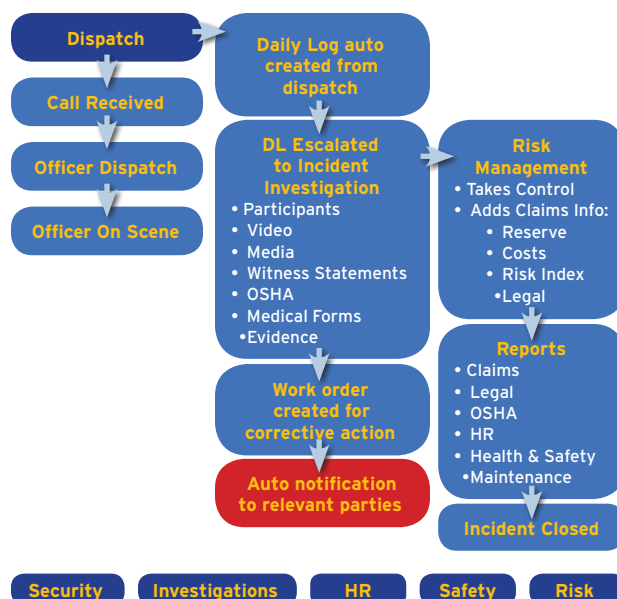 Dispatch
Call Received
Officer Dispatch
Officer On Scene
Daily Log auto
created from
dispatch
DL Escalated
to Incident
Investigation
• Participants
• Video
• Media
• Witness Statements
• OSHA
• Medical Forms
•Evidence
Work order
created for
corrective action
Auto notification
to relevant parties
Risk
Management
• Takes Control
• Adds Claims Info:
• Reserve
• Costs
• Risk Index
•Legal
Reports
• Claims
• Legal
• OSHA
• HR
• Health & Safety
•Maintenance
Incident Closed
Security
Investigations
HR
Safety
Risk